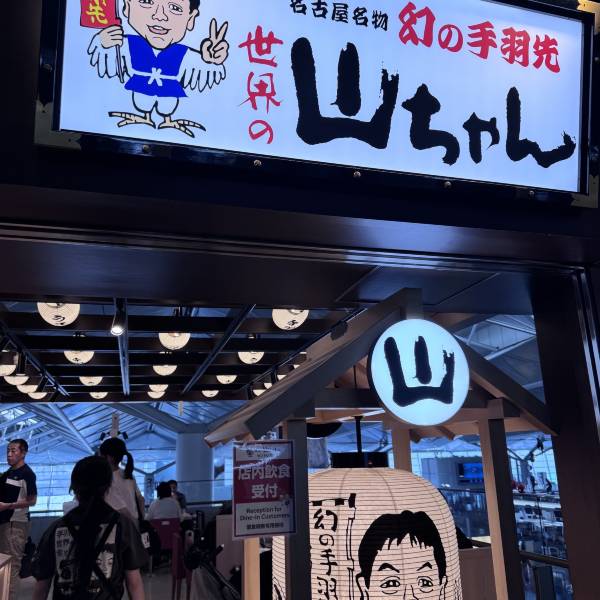 名古屋名物
幻の手羽先
世界の
山ちゃん
山
店内飲食
受付
Reception for
Dine-in Customers
幻の手羽